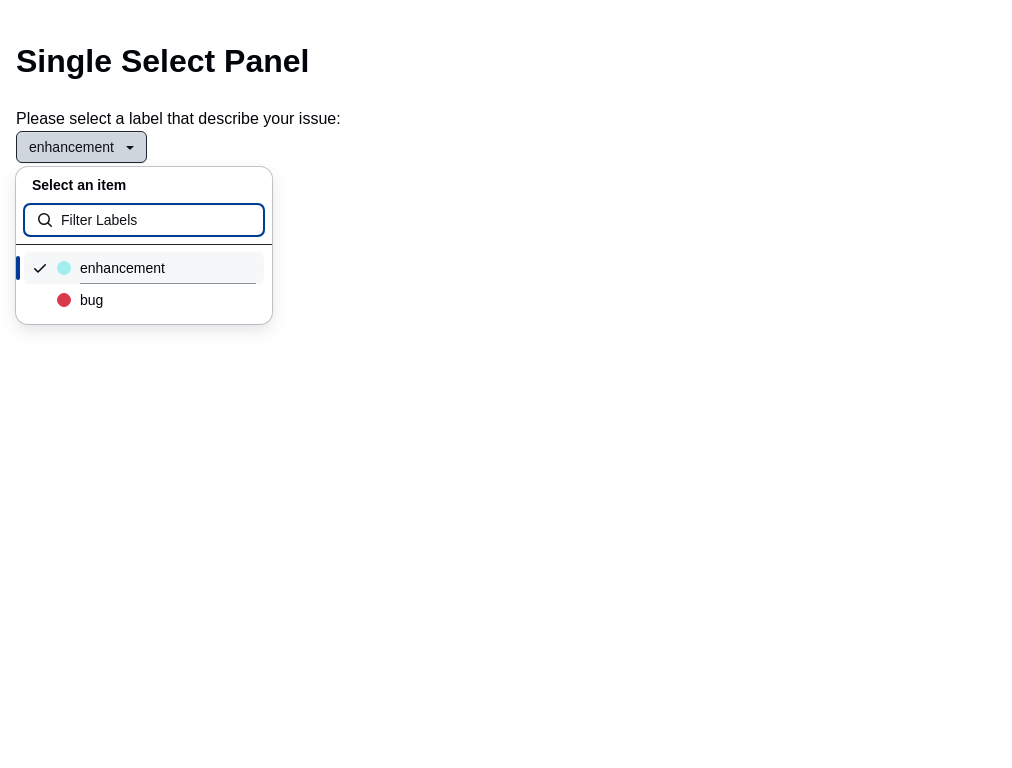 Single Select Panel
Please select a label that describe your issue:
enhancement
Select an item
Filter Labels
enhancement
bug